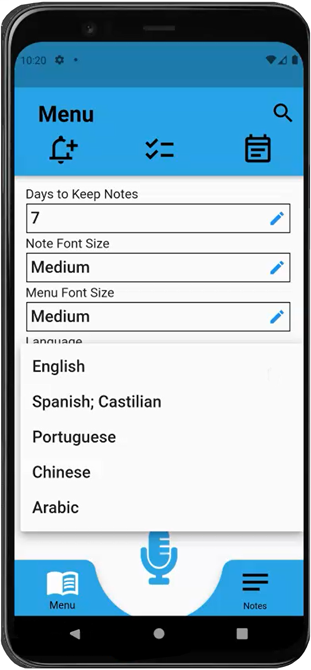 10:20
Menu
Days to Keep Notes
7
Note Font Size
Medium
Menu Font Size
Medium
Language
English
Spanish; Castilian
Portuguese
Chinese
Arabic
Menu
Notes